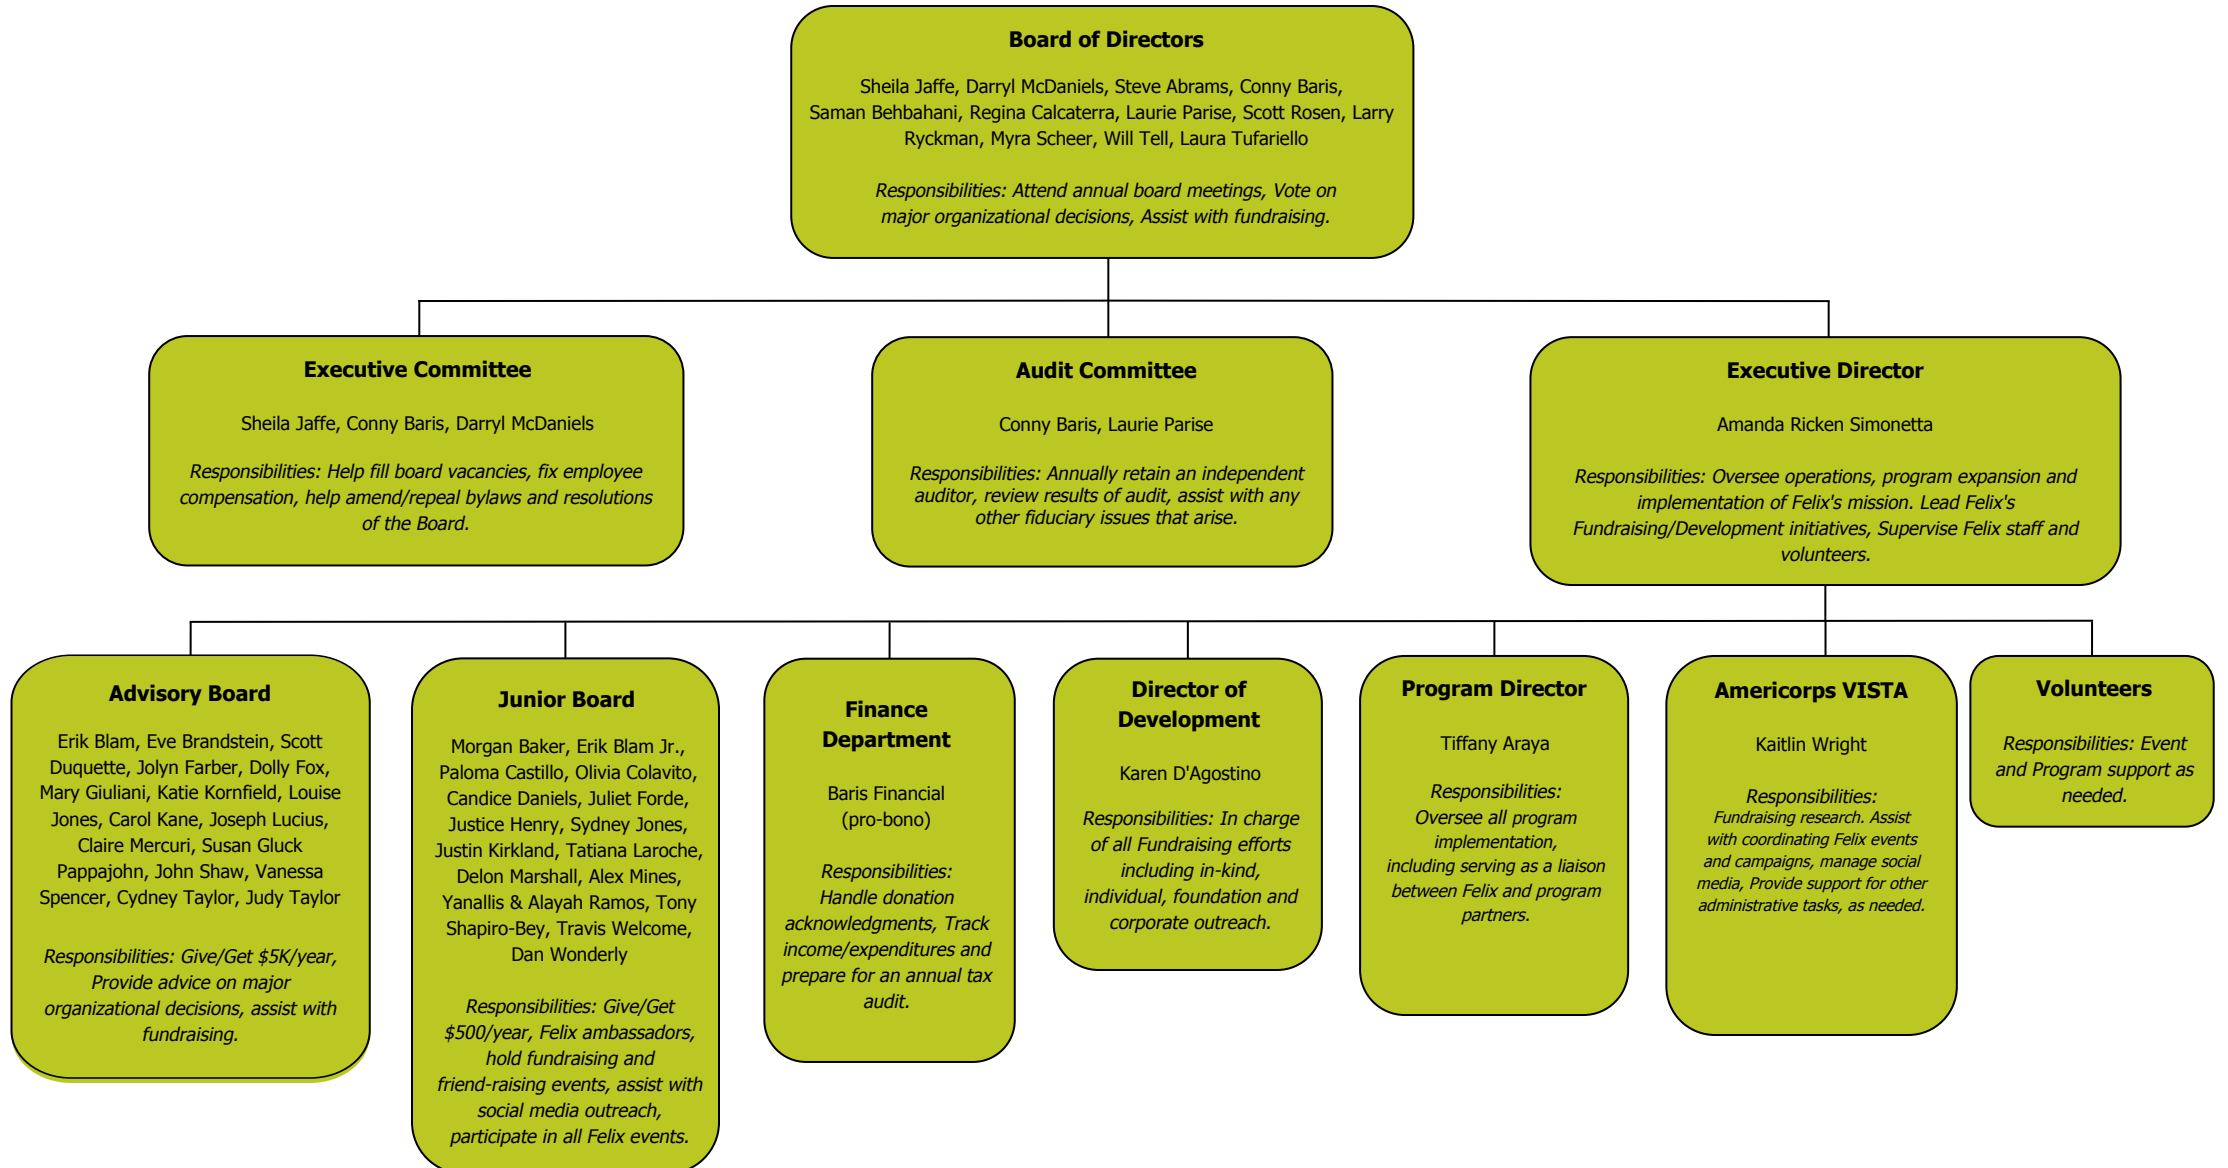 Board of Directors
Sheila Jaffe, Darryl McDaniels, Steve Abrams, Conny Baris,
Saman Behbahani, Regina Calcaterra, Laurie Parise, Scott Rosen, Larry
Ryckman, Myra Scheer, Will Tell, Laura Tufariello
Responsibilities: Attend annual board meetings, Vote on
major organizational decisions, Assist with fundraising.
Executive Committee
Sheila Jaffe, Conny Baris, Darryl McDaniels
Responsibilities: Help fill board vacancies, fix employee
compensation, help amend/repeal bylaws and resolutions
of the Board.
Audit Committee
Conny Baris, Laurie Parise
Responsibilities: Annually retain an independent
auditor, review results of audit, assist with any
other fiduciary issues that arise.
Executive Director
Amanda Ricken Simonetta
Responsibilities: Oversee operations, program expansion and
implementation of Felix's mission. Lead Felix's
Fundraising/Development initiatives, Supervise Felix staff and
volunteers.
Advisory Board
Erik Blam, Eve Brandstein, Scott
Duquette, Jolyn Farber, Dolly Fox,
Mary Giuliani, Katie Kornfield, Louise
Jones, Carol Kane, Joseph Lucius,
Claire Mercuri, Susan Gluck
Pappajohn, John Shaw, Vanessa
Spencer, Cydney Taylor, Judy Taylor
Responsibilities: Give/Get $5K/year,
Provide advice on major
organizational decisions, assist with
fundraising.
Junior Board
Morgan Baker, Erik Blam Jr.,
Paloma Castillo, Olivia Colavito,
Candice Daniels, Juliet Forde,
Justice Henry, Sydney Jones,
Justin Kirkland, Tatiana Laroche,
Delon Marshall, Alex Mines,
Yanallis & Alayah Ramos, Tony
Shapiro-Bey, Travis Welcome,
Dan Wonderly
Responsibilities: Give/Get
$500/year, Felix ambassadors,
hold fundraising and
friend-raising events, assist with
social media outreach,
participate in all Felix events.
Finance
Department
Baris Financial
(pro-bono)
Responsibilities:
Handle donation
acknowledgments, Track
income/expenditures and
prepare for an annual tax
audit.
Director of
Development
Karen D'Agostino
Responsibilities: In charge
of all Fundraising efforts
including in-kind,
individual, foundation and
corporate outreach.
Program Director
Tiffany Araya
Responsibilities:
Oversee all program
implementation,
including serving as a liaison
between Felix and program
partners.
Americorps VISTA
Kaitlin Wright
Responsibilities:
Fundraising research. Assist
with coordinating Felix events
and campaigns, manage social
media, Provide support for other
administrative tasks, as needed.
Volunteers
Responsibilities: Event
and Program support as
needed.